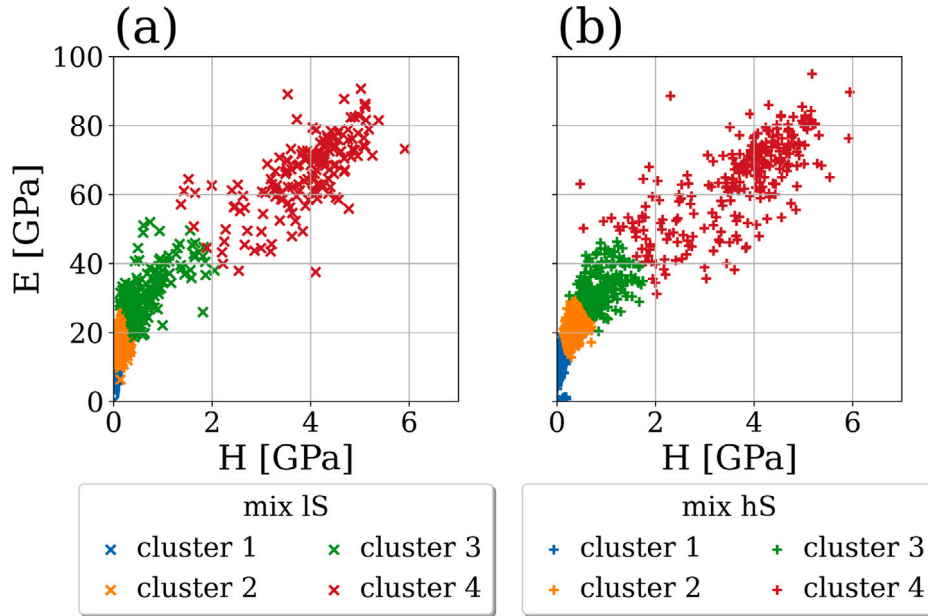 (a)
(b)
100
80
60
40
20
0
E [GPa]
0 2 4 6
0 2 4 6
H [GPa]
H [GPa]
mix lS
cluster 1
cluster 3
cluster 2
cluster 4
mix hS
cluster 1
cluster 3
cluster 2
cluster 4